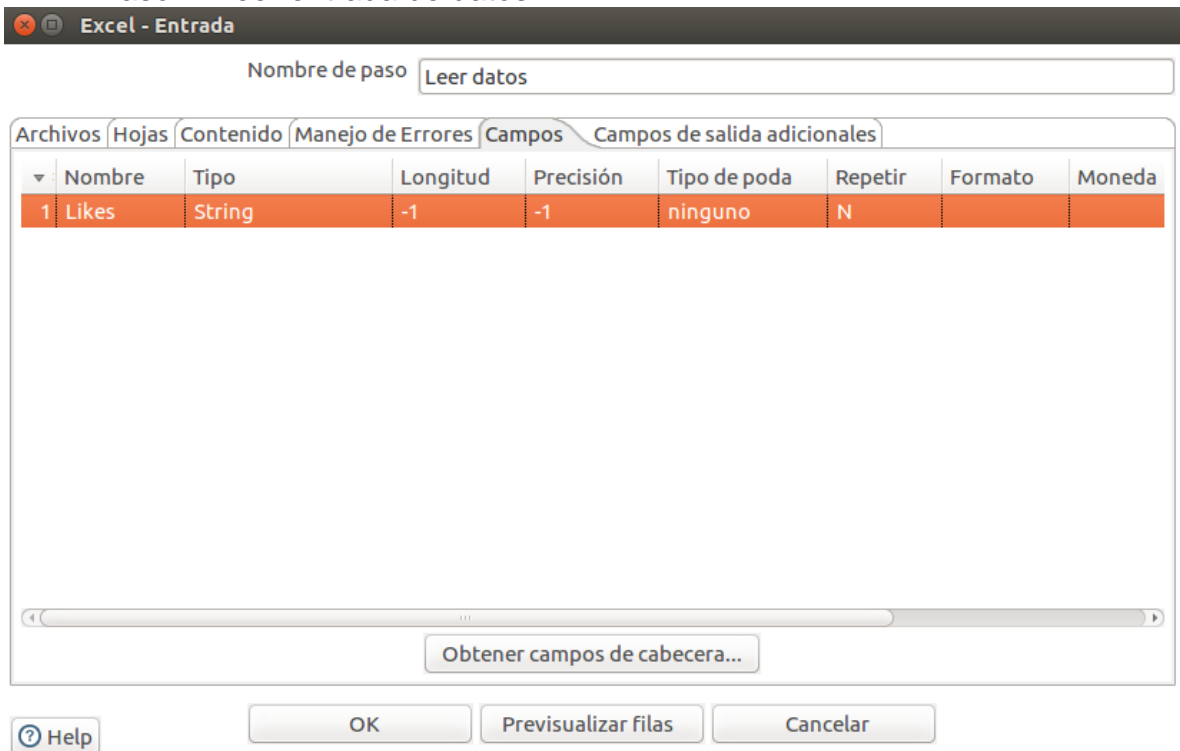 Excel - Entrada
Nombre de paso Leer datos
Archivos Hojas Contenido Manejo de Errores Campos Campos de salida adicionales
Nombre Tipo Longitud Precisión Tipo de poda Repetir Formato Moneda
1 Likes String -1 -1 ninguno N
Obtener campos de cabecera...
OK Previsualizar filas Cancelar
Help